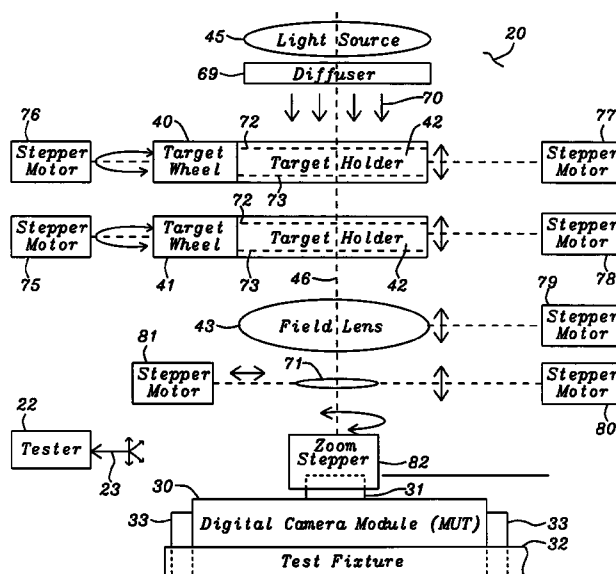 45
Light Source
20
69
Diffuser
70
76
40
72
42
77
Stepper Motor
Target Wheel
Target Holder
73
Stepper Motor
72
Stepper Motor
Target Wheel
Target Holder
Stepper Motor
75
41
73
46
42
78
79
43
Field Lens
Stepper Motor
81
71
Stepper Motor
Stepper Motor
80
22
Tester
23
Zoom Stepper
82
30
31
33
Digital Camera Module (MUT)
33
32
Test Fixture